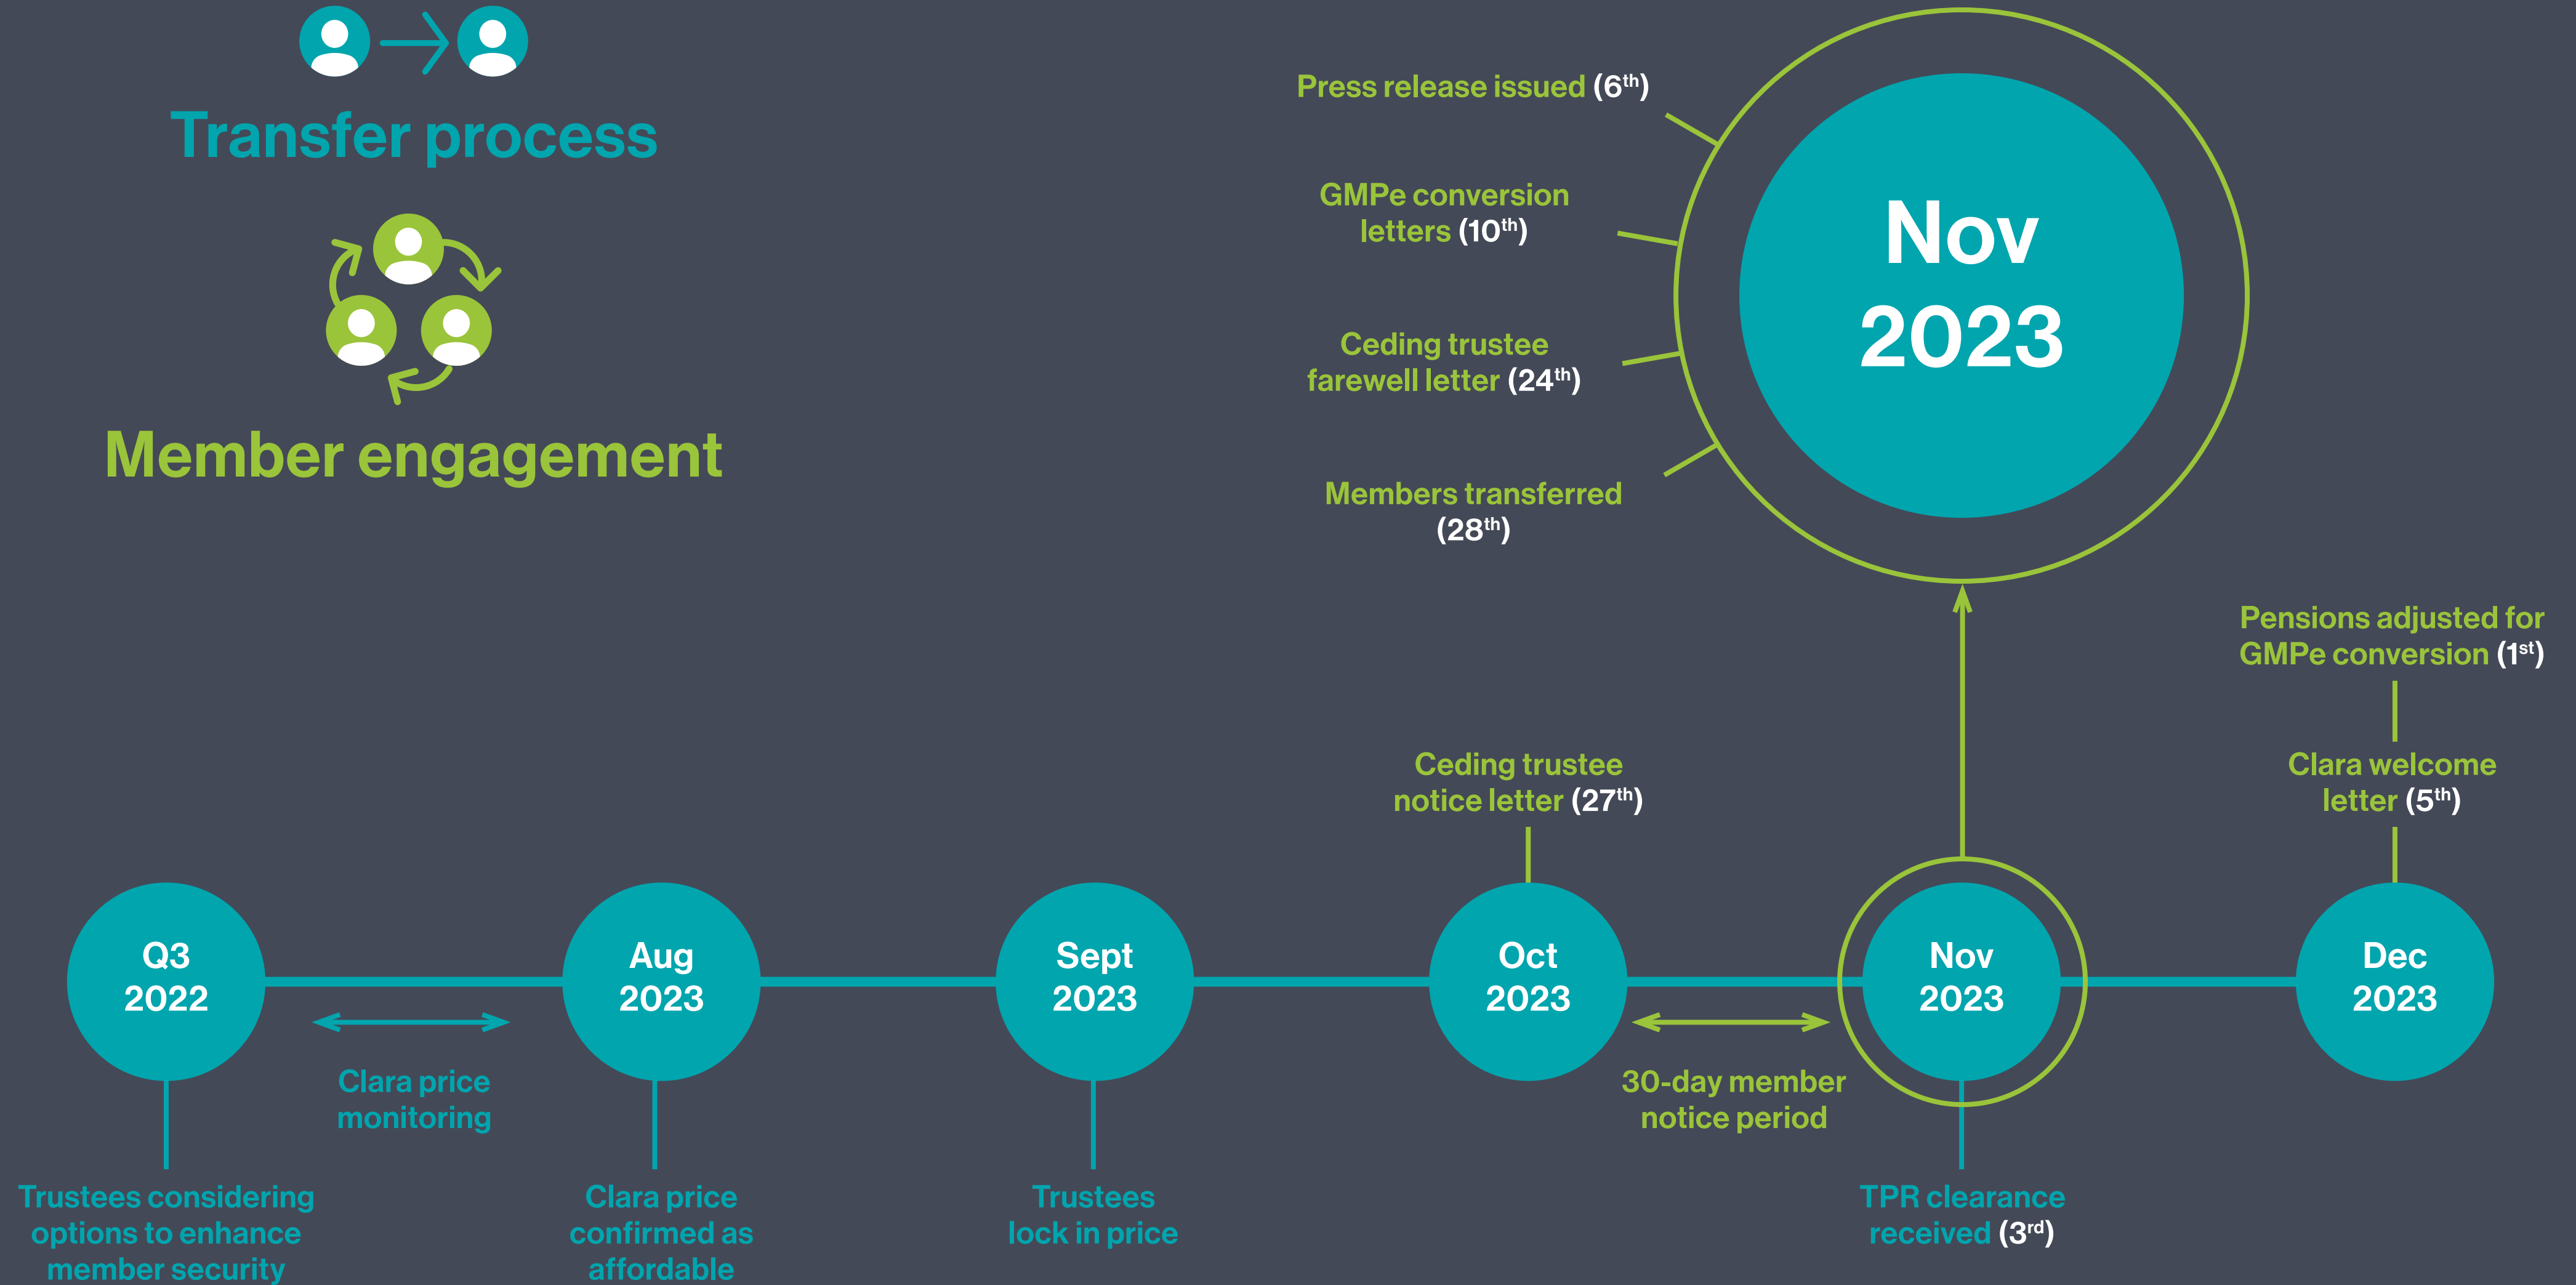 Transfer process
Member engagement
Press release issued (6th)
GMPe conversion
letters (10th)
Ceding trustee
farewell letter (24th)
Members transferred
(28th)
Nov
2023
Pensions adjusted for
GMPe conversion (1st)
Clara welcome
letter (5th)
Ceding trustee
notice letter (27th)
Q3
2022
Aug
2023
Sept
2023
Oct
2023
Nov
2023
Dec
2023
Clara price
monitoring
30-day member
notice period
Trustees considering
options to enhance
member security
Clara price
confirmed as
affordable
Trustees
lock in price
TPR clearance
received (3rd)